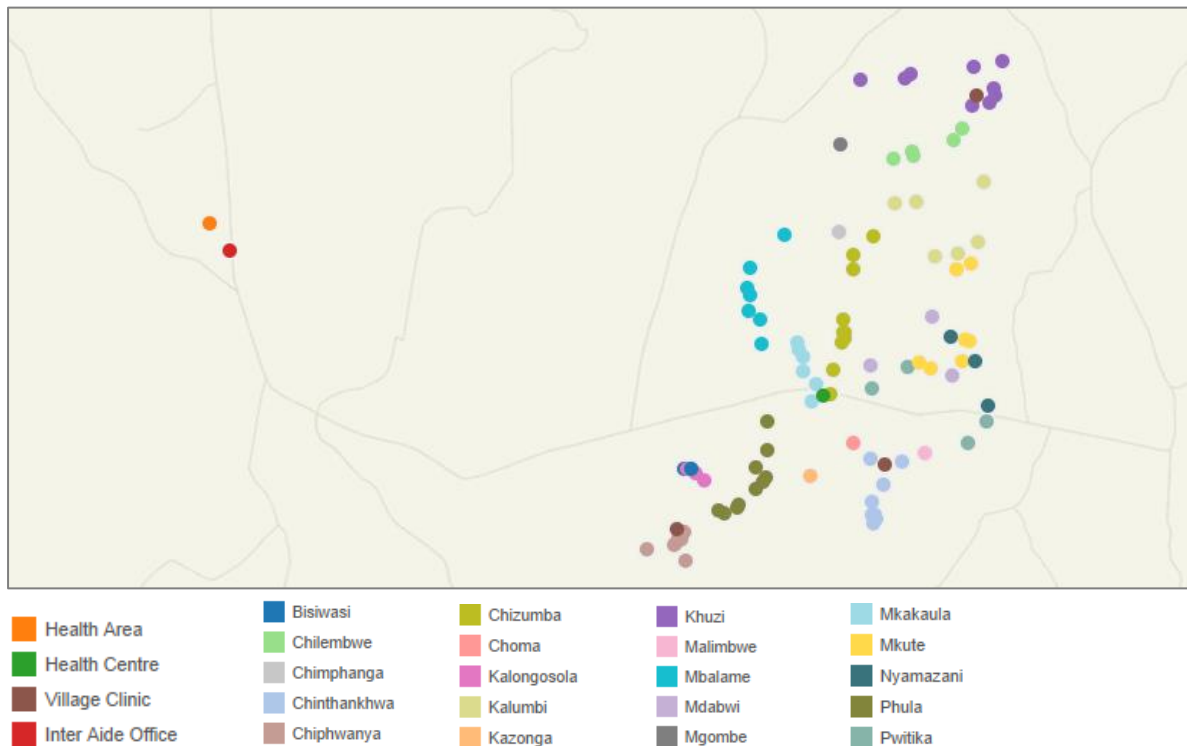 Health Area
Health Centre
Village Clinic
Inter Aide Office
Bisiwasi
Chilembwe
Chimphanga
Chinthankhwa
Chiphwanya
Chizumba
Choma
Kalongosola
Kalumbi
Kazonga
Khuzi
Malimbwe
Mbalame
Mdabwi
Mgombe
Mkakaula
Mkute
Nyamazani
Phula
Pwitika